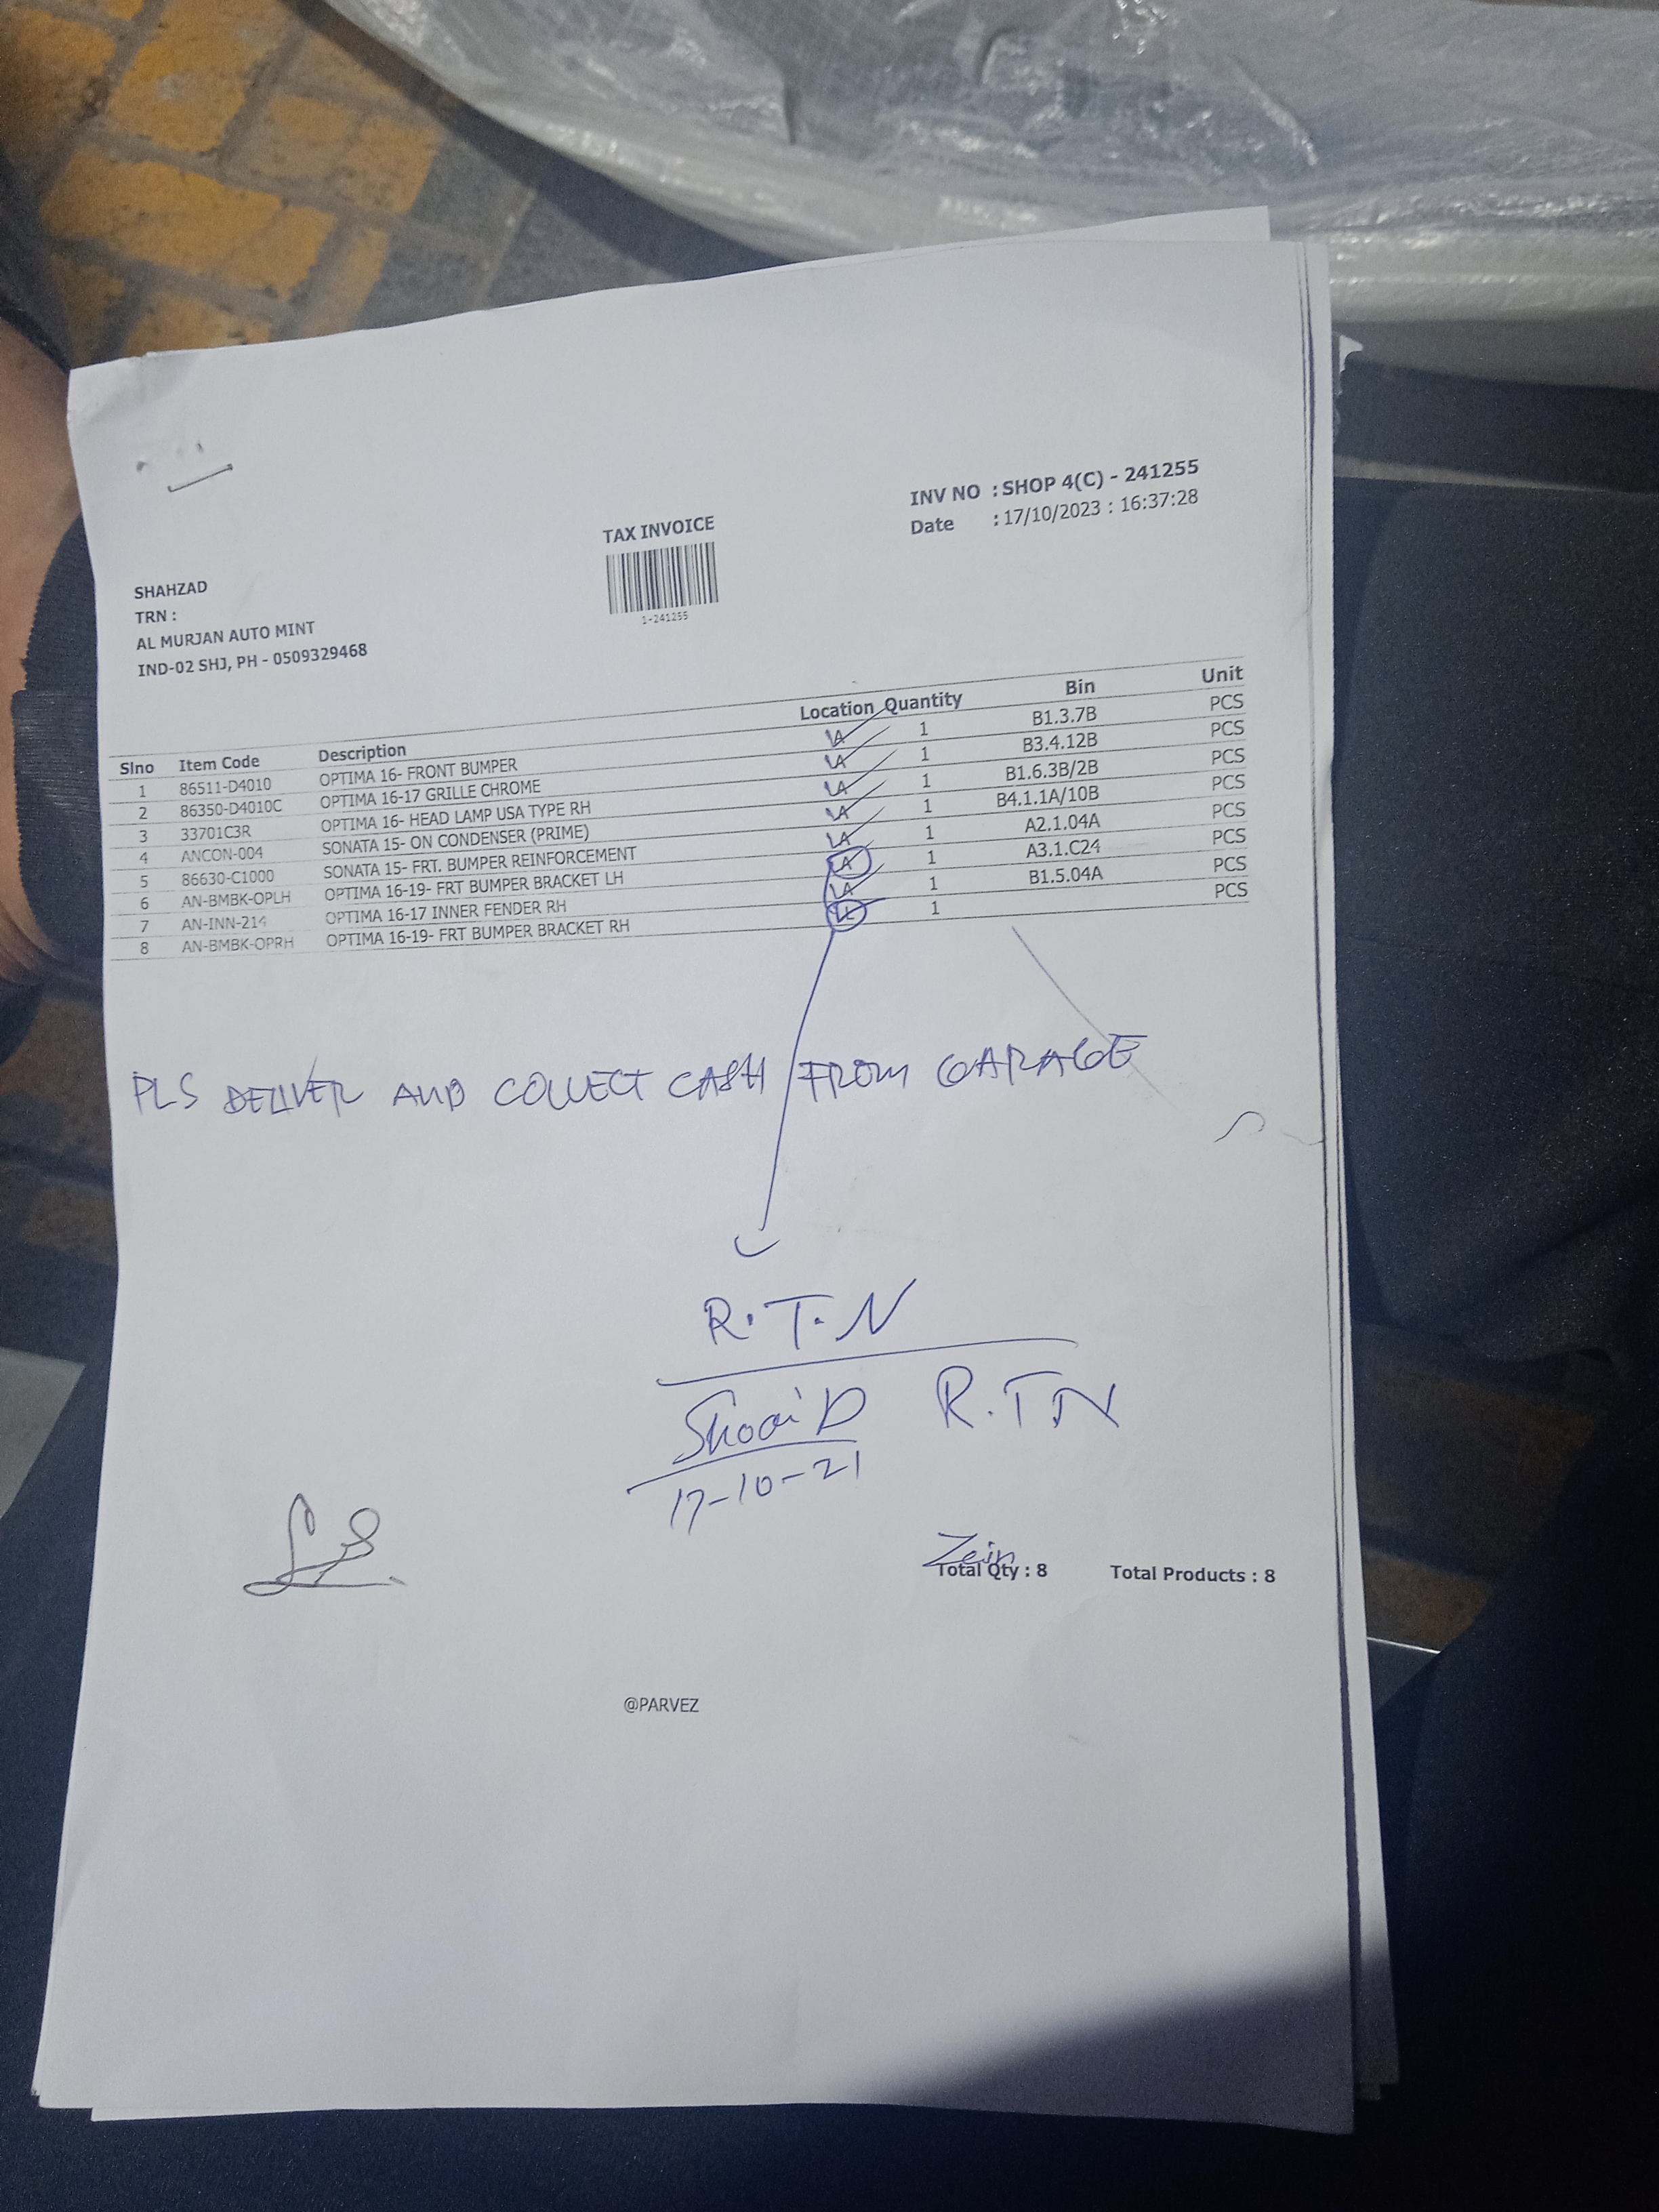 INV NO : SHOP 4(C) - 241255
Date : 17/10/2023 : 16:37:28
TAX INVOICE
1-241255
SHAHZAD
TRN :
AL MURJAN AUTO MINT
IND-02 SHJ, PH - 0509329468
Slno Item Code Description Location Quantity Bin Unit
1 86511-D4010 OPTIMA 16- FRONT BUMPER 1A 1 B1.3.7B PCS
2 86350-D4010C OPTIMA 16-17 GRILLE CHROME 1A 1 B3.4.12B PCS
3 33701C3R OPTIMA 16- HEAD LAMP USA TYPE RH 1A 1 B1.6.3B/2B PCS
4 ANCON-004 SONATA 15- ON CONDENSER (PRIME) 1A 1 B4.1.1A/10B PCS
5 86630-C1000 SONATA 15- FRT. BUMPER REINFORCEMENT 1A 1 A2.1.04A PCS
6 AN-BMBK-OPLH OPTIMA 16-19- FRT BUMPER BRACKET LH 1A 1 A3.1.C24 PCS
7 AN-INN-214 OPTIMA 16-17 INNER FENDER RH 1A 1 B1.5.04A PCS
8 AN-BMBK-OPRH OPTIMA 16-19- FRT BUMPER BRACKET RH 1 PCS
PLS DELIVER AND COLLECT CASH FROM GARAGE
R.T.N
ShoaiD R.T.N
17-10-21
Zein
Total Qty : 8 Total Products : 8
@PARVEZ